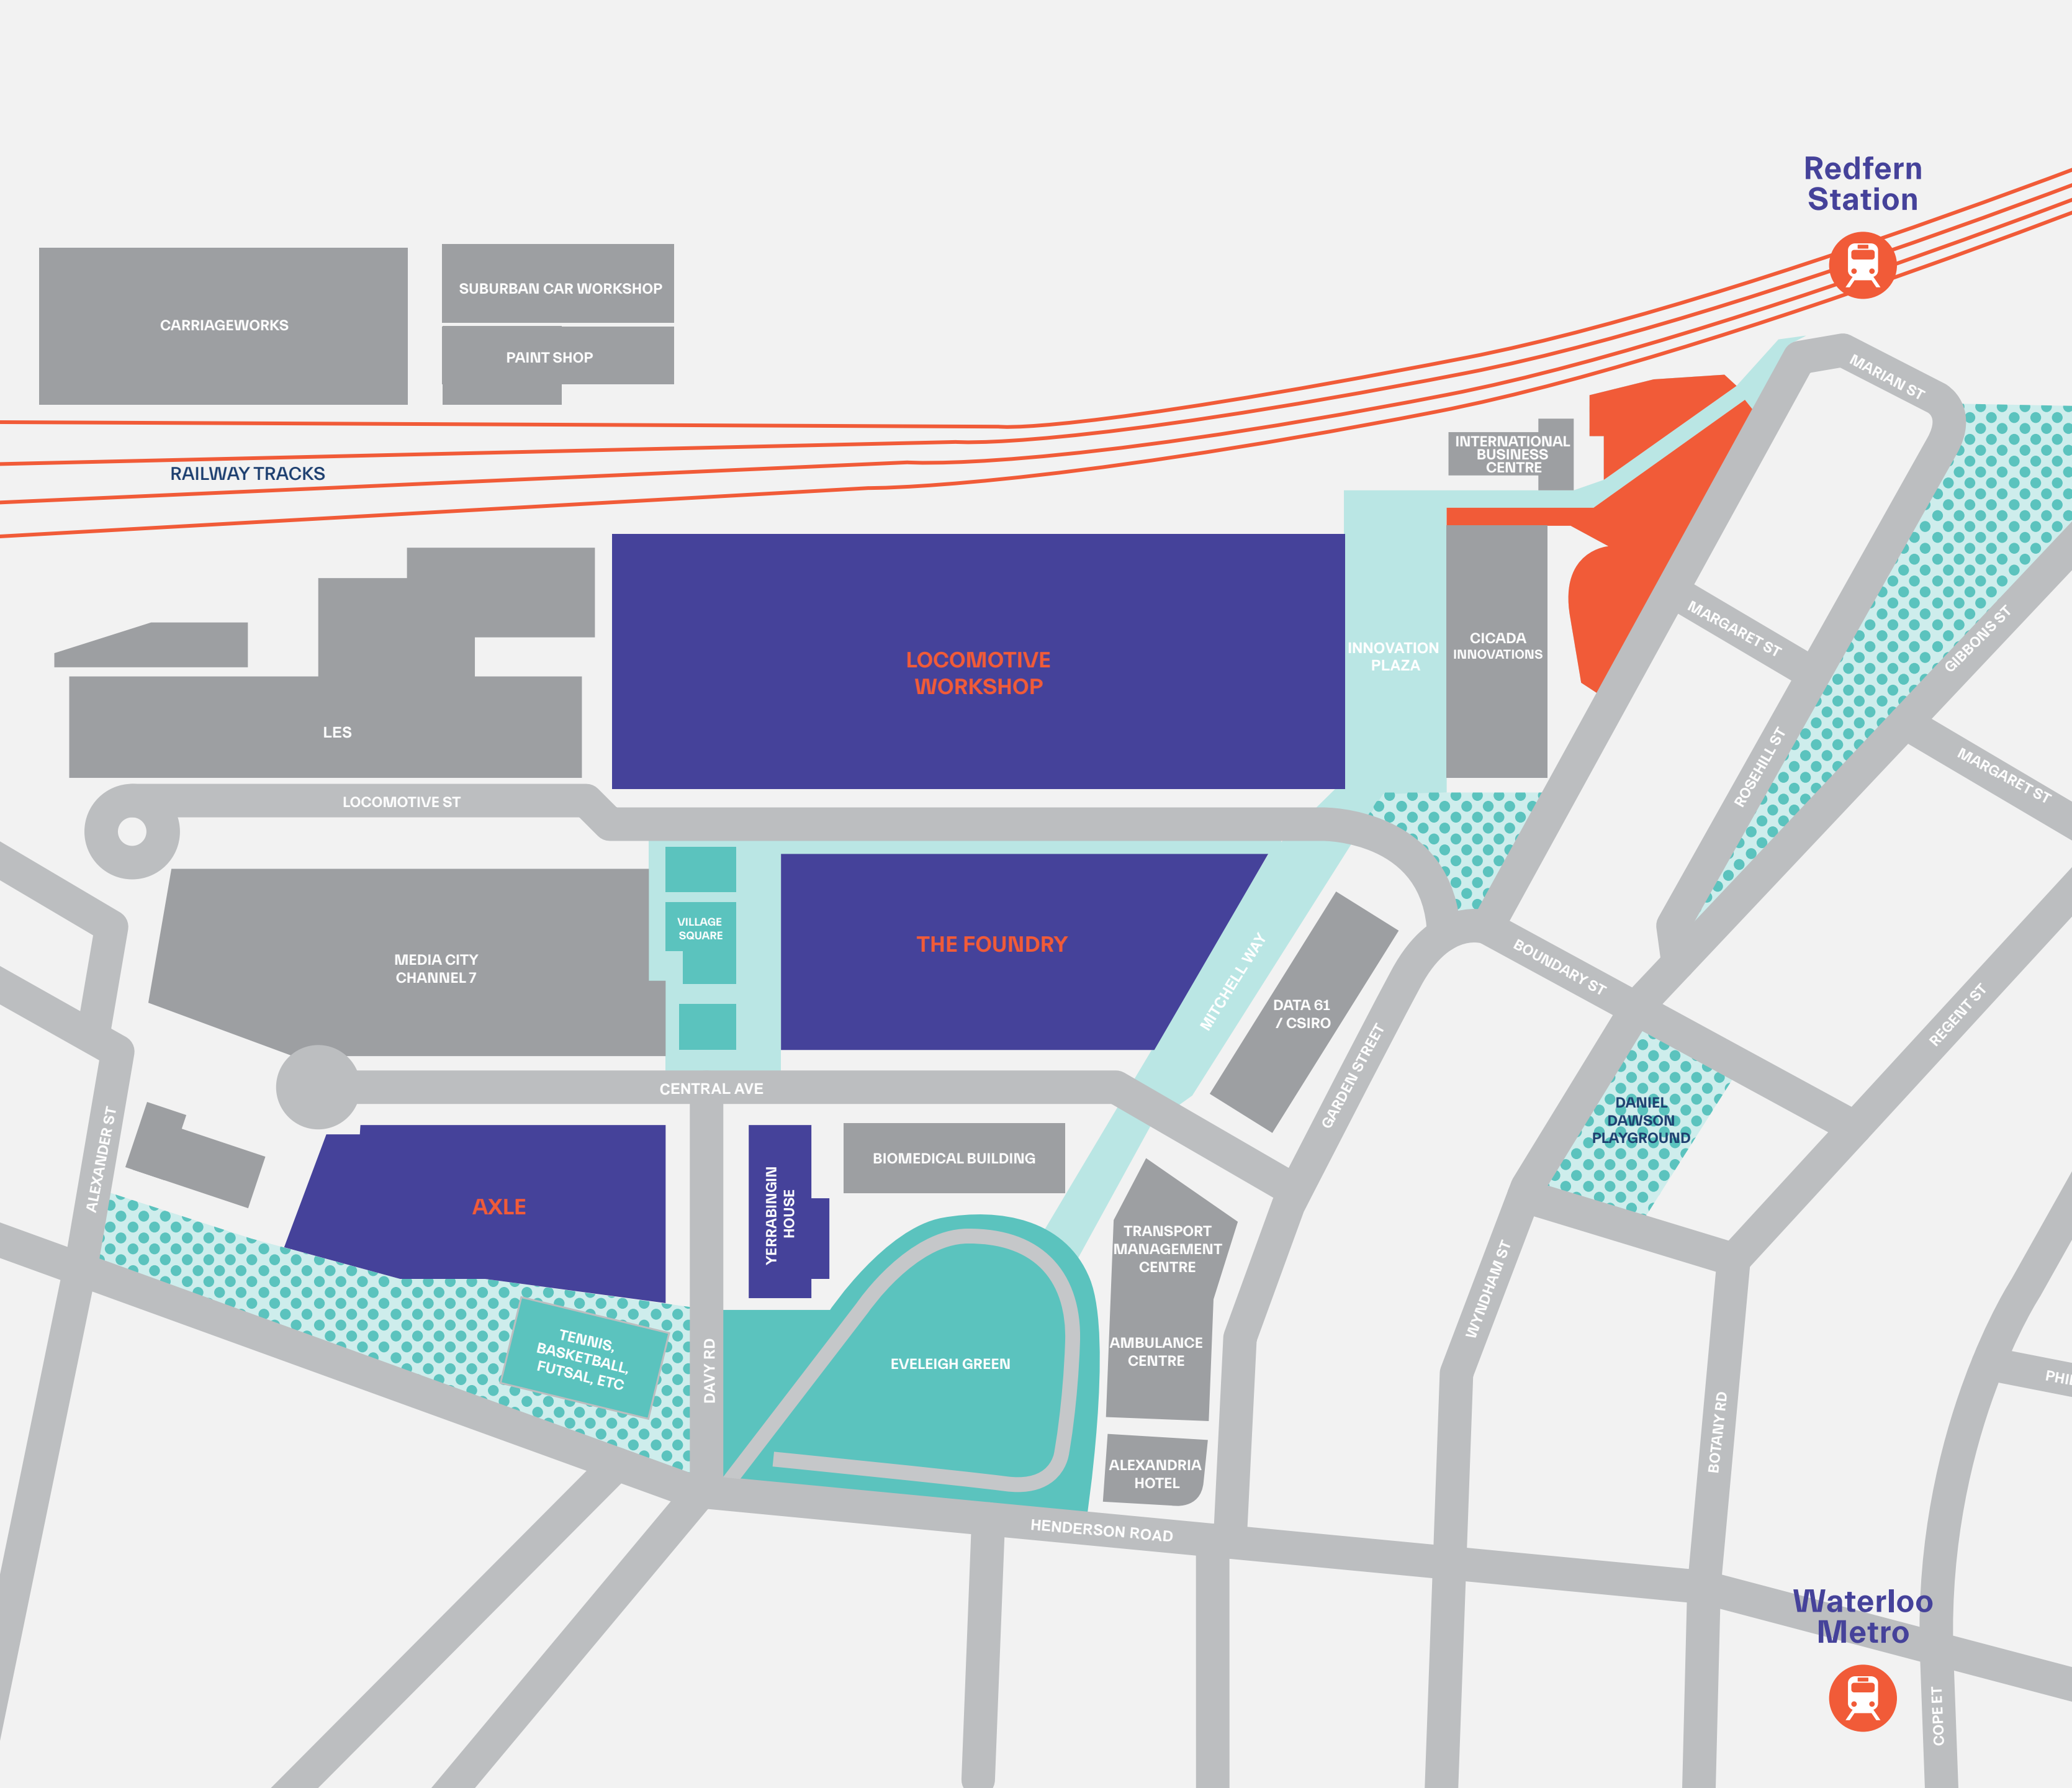 Redfern
Station
CARRIAGEWORKS
SUBURBAN CAR WORKSHOP
PAINT SHOP
RAILWAY TRACKS
MARIAN ST
INTERNATIONAL
BUSINESS
CENTRE
LOCOMOTIVE
WORKSHOP
INNOVATION
PLAZA
CICADA
INNOVATIONS
MARGARET ST
GIBBONS ST
LES
ROSEHILL ST
MARGARET ST
LOCOMOTIVE ST
MEDIA CITY
CHANNEL 7
VILLAGE
SQUARE
THE FOUNDRY
MITCHELL WAY
DATA 61
/ CSIRO
BOUNDARY ST
REGENT ST
GARDEN STREET
CENTRAL AVE
DANIEL
DAWSON
PLAYGROUND
ALEXANDER ST
AXLE
YERRABINGIN
HOUSE
BIOMEDICAL BUILDING
TRANSPORT
MANAGEMENT
CENTRE
WYNDHAM ST
TENNIS,
BASKETBALL,
FUTSAL, ETC
DAVY RD
EVELEIGH GREEN
AMBULANCE
CENTRE
PHIL
BOTANY RD
ALEXANDRIA
HOTEL
HENDERSON ROAD
Waterloo
Metro
COPE ET